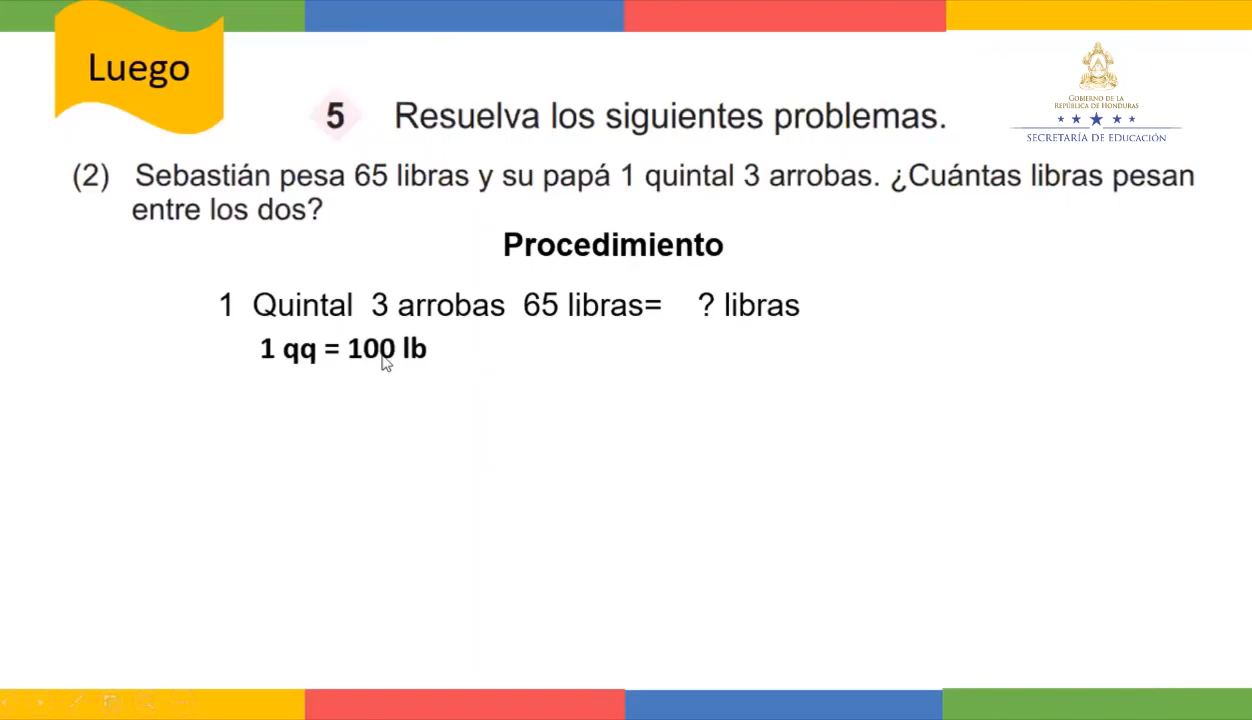 Luego
GOBIERNO DE LA
REPÚBLICA DE HONDURAS
SECRETARÍA DE EDUCACIÓN
5 Resuelva los siguientes problemas.
(2) Sebastián pesa 65 libras y su papá 1 quintal 3 arrobas. ¿Cuántas libras pesan
entre los dos?
Procedimiento
1 Quintal 3 arrobas 65 libras= ? libras
1 qq = 100 lb